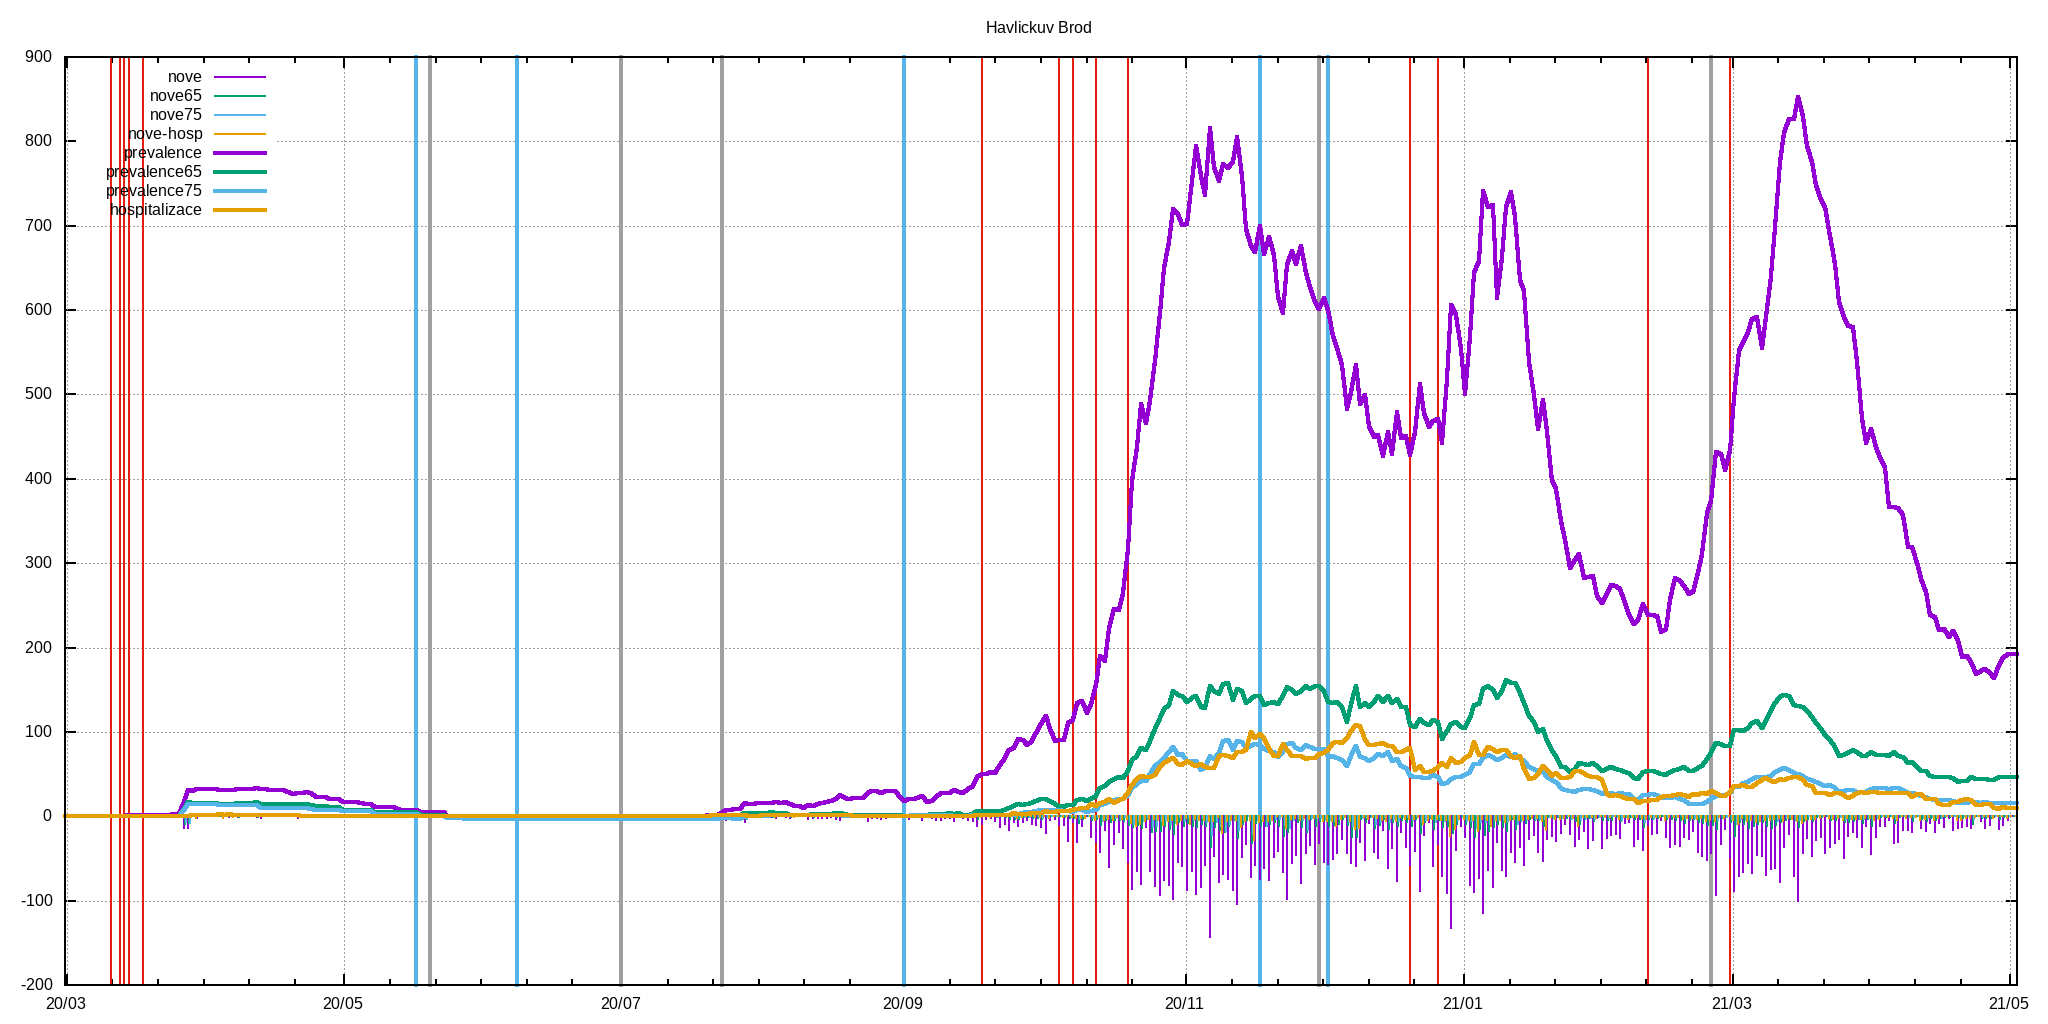 Havlickuv Brod
900
800
700
600
500
400
300
200
100
0
-100
-200
nove
nove65
nove75
nove-hosp
prevalence
prevalence65
prevalence75
hospitalizace
20/03 20/05 20/07 20/09 20/11 21/01 21/03 21/05